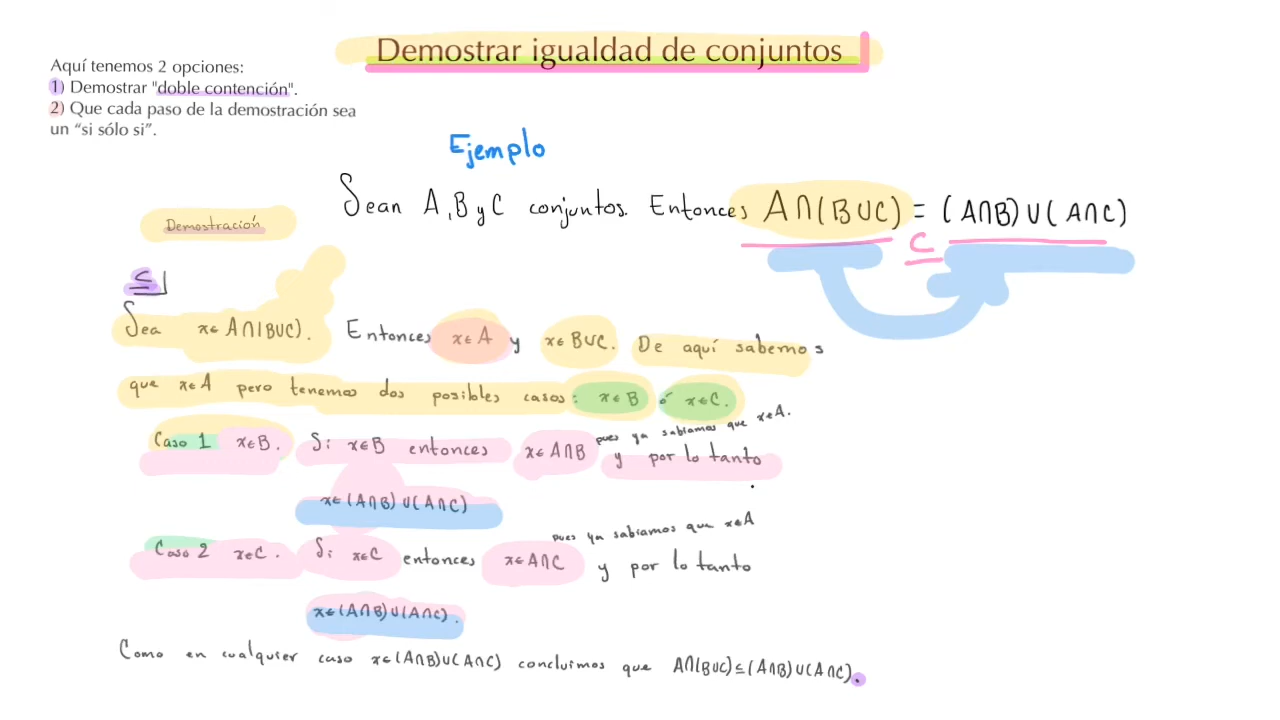 Demostrar igualdad de conjuntos
Aquí tenemos 2 opciones:
1) Demostrar "doble contención".
2) Que cada paso de la demostración sea
un “si sólo si”.
Ejemplo
Sean A, B y C conjuntos. Entonces A∩(B∪C) = (A∩B)∪(A∩C)
⊆
Demostración
⊆
Sea x∈A∩(B∪C). Entonces x∈A y x∈B∪C. De aquí sabemos
que x∈A pero tenemos dos posibles casos: x∈B ó x∈C.
Caso 1 x∈B. Si x∈B entonces x∈A∩B pues ya sabíamos que x∈A. y por lo tanto
x∈(A∩B)∪(A∩C)
Caso 2 x∈C. Si x∈C entonces x∈A∩C pues ya sabíamos que x∈A y por lo tanto
x∈(A∩B)∪(A∩C).
Como en cualquier caso x∈(A∩B)∪(A∩C) concluimos que A∩(B∪C)⊆(A∩B)∪(A∩C).